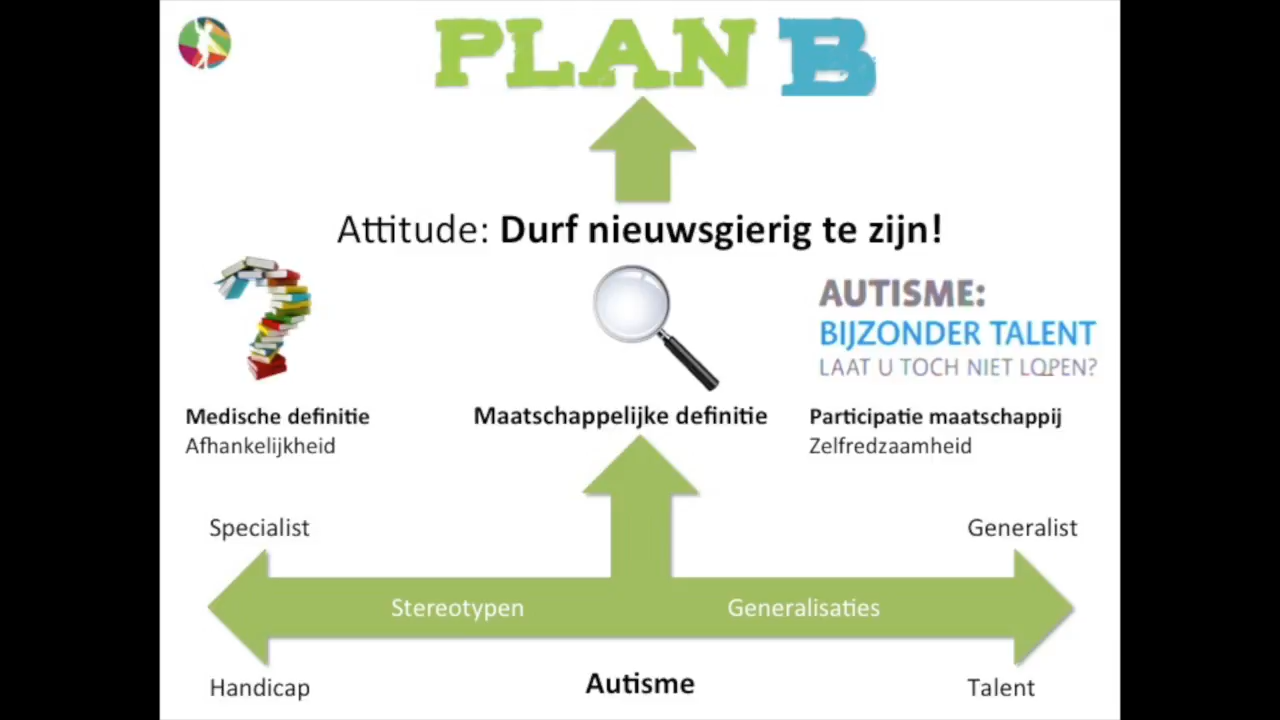 PLAN B
Attitude: Durf nieuwsgierig te zijn!
AUTISME:
BIJZONDER TALENT
LAAT U TOCH NIET LOPEN?
Medische definitie
Afhankelijkheid
Maatschappelijke definitie
Participatie maatschappij
Zelfredzaamheid
Specialist
Generalist
Stereotypen
Generalisaties
Handicap
Autisme
Talent